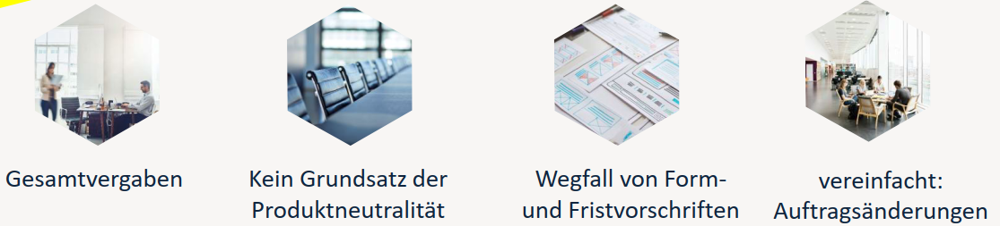 Gesamtvergaben
Kein Grundsatz der
Produktneutralität
Wegfall von Form-
und Fristvorschriften
vereinfacht:
Auftragsänderungen